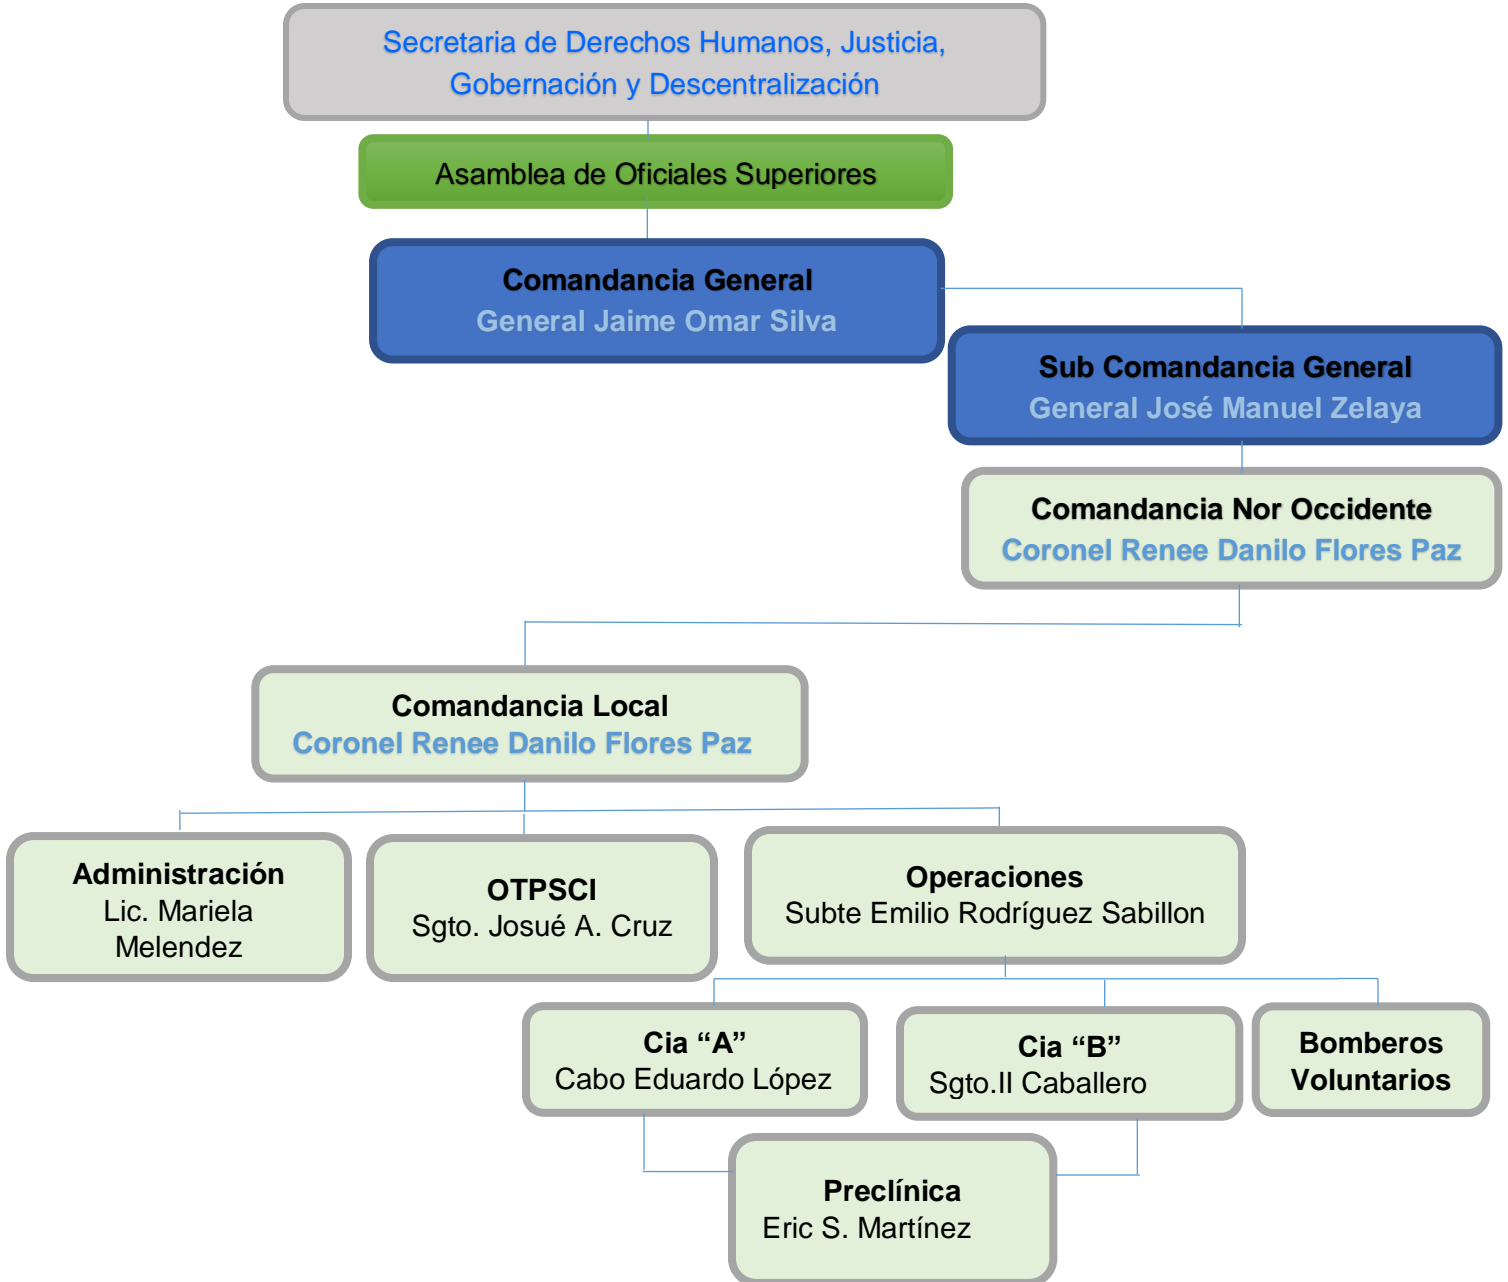 Secretaria de Derechos Humanos, Justicia,
Gobernación y Descentralización
Asamblea de Oficiales Superiores
Comandancia General
General Jaime Omar Silva
Sub Comandancia General
General José Manuel Zelaya
Comandancia Nor Occidente
Coronel Renee Danilo Flores Paz
Comandancia Local
Coronel Renee Danilo Flores Paz
Administración
Lic. Mariela
Melendez
OTPSCI
Sgto. Josué A. Cruz
Operaciones
Subte Emilio Rodríguez Sabillon
Cia “A”
Cabo Eduardo López
Cia “B”
Sgto.II Caballero
Bomberos
Voluntarios
Preclínica
Eric S. Martínez